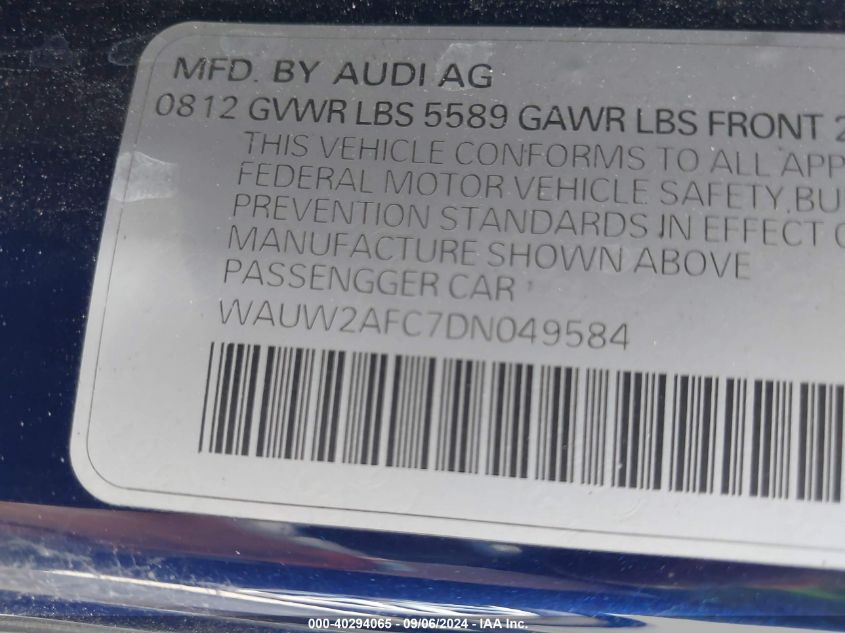 MFD. BY AUDI AG
0812 GVWR LBS 5589 GAWR LBS FRONT 2
THIS VEHICLE CONFORMS TO ALL APP
FEDERAL MOTOR VEHICLE SAFETY, BU
PREVENTION STANDARDS IN EFFECT O
MANUFACTURE SHOWN ABOVE
PASSENGGER CAR
WAUW2AFC7DN049584
000-40294065 - 09/06/2024 - IAA Inc.